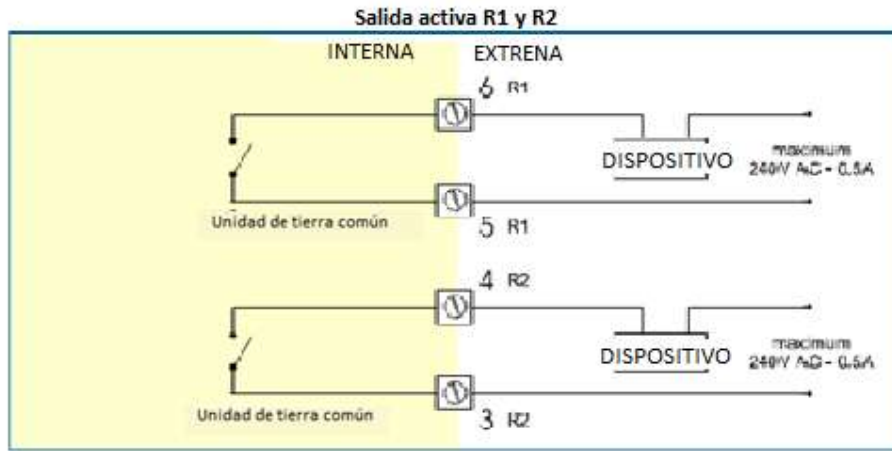 Salida activa R1 y R2
INTERNA
EXTRENA
6 R1
DISPOSITIVO
maximum
240V AC - 0.5A
Unidad de tierra común
5 R1
4 R2
DISPOSITIVO
maximum
240V AC - 0.5A
Unidad de tierra común
3 R2